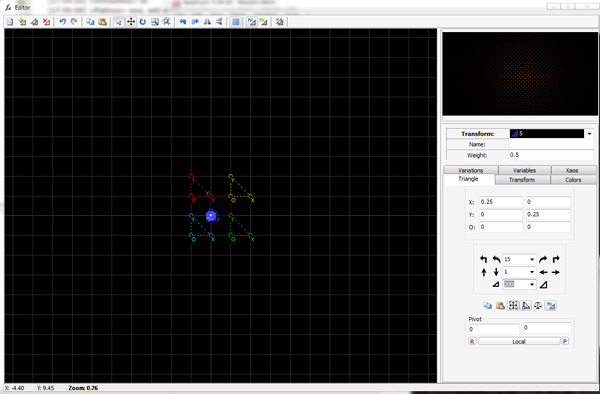 Editor
Transform: 5
Name:
Weight: 0.5
Variations Variables Xaos
Triangle Transform Colors
X: 0.25 0
Y: 0 0.25
O: 0 0
15
1
Pivot
0 0
R Local P
Y Y
O X O X
Y
Y Y
O X O X
X: -4.40 Y: 9.45 Zoom: 0.76